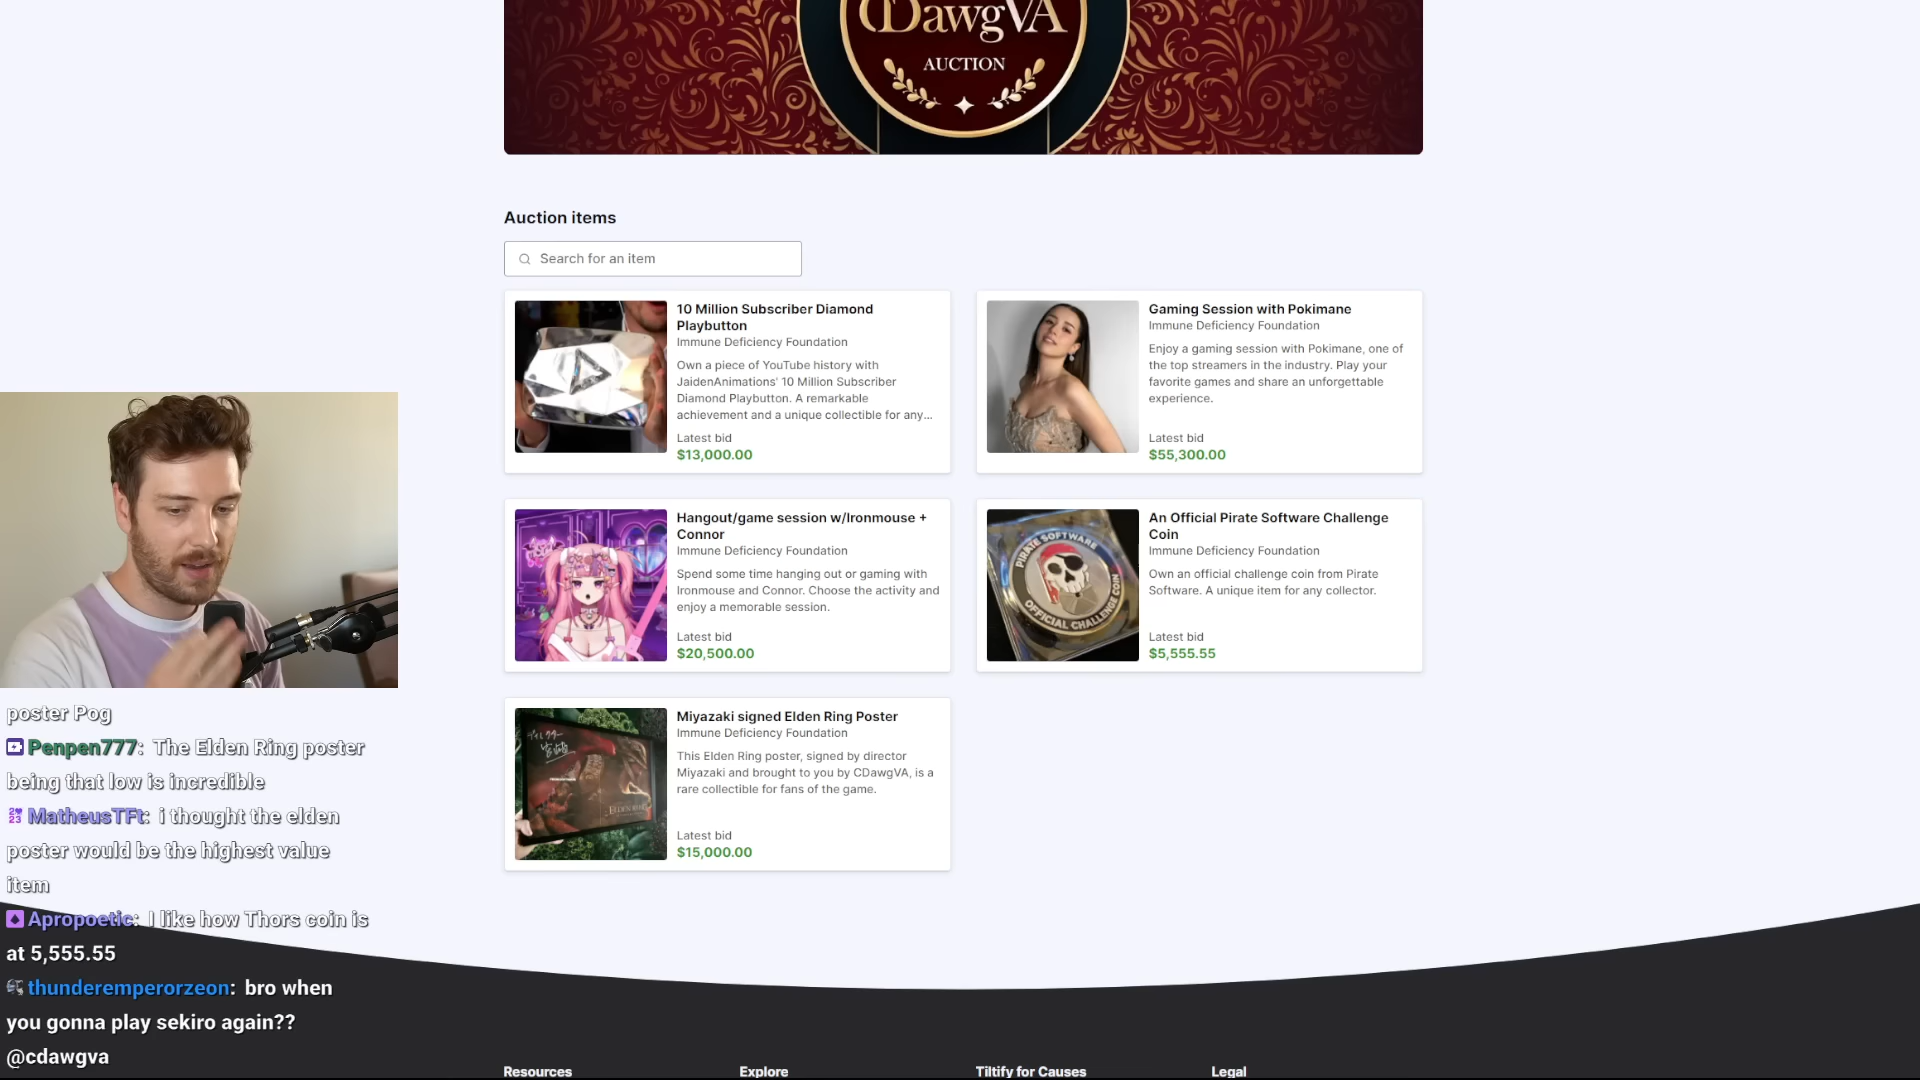 CDawgVA
AUCTION
Auction items
Search for an item
10 Million Subscriber Diamond
Playbutton
Immune Deficiency Foundation
Own a piece of YouTube history with
JaidenAnimations' 10 Million Subscriber
Diamond Playbutton. A remarkable
achievement and a unique collectible for any...
Latest bid
$13,000.00
Gaming Session with Pokimane
Immune Deficiency Foundation
Enjoy a gaming session with Pokimane, one of
the top streamers in the industry. Play your
favorite games and share an unforgettable
experience.
Latest bid
$55,300.00
Hangout/game session w/Ironmouse +
Connor
Immune Deficiency Foundation
Spend some time hanging out or gaming with
Ironmouse and Connor. Choose the activity and
enjoy a memorable session.
Latest bid
$20,500.00
PIRATE SOFTWARE
OFFICIAL CHALLENGE COIN
An Official Pirate Software Challenge
Coin
Immune Deficiency Foundation
Own an official challenge coin from Pirate
Software. A unique item for any collector.
Latest bid
$5,555.55
ELDEN RING
Miyazaki signed Elden Ring Poster
Immune Deficiency Foundation
This Elden Ring poster, signed by director
Miyazaki and brought to you by CDawgVA, is a
rare collectible for fans of the game.
Latest bid
$15,000.00
poster Pog
Penpen777: The Elden Ring poster
being that low is incredible
MatheusTFt: i thought the elden
poster would be the highest value
item
Apropoetic: I like how Thors coin is
at 5,555.55
thunderemperorzeon: bro when
you gonna play sekiro again??
@cdawgva
Resources
Explore
Tiltify for Causes
Legal